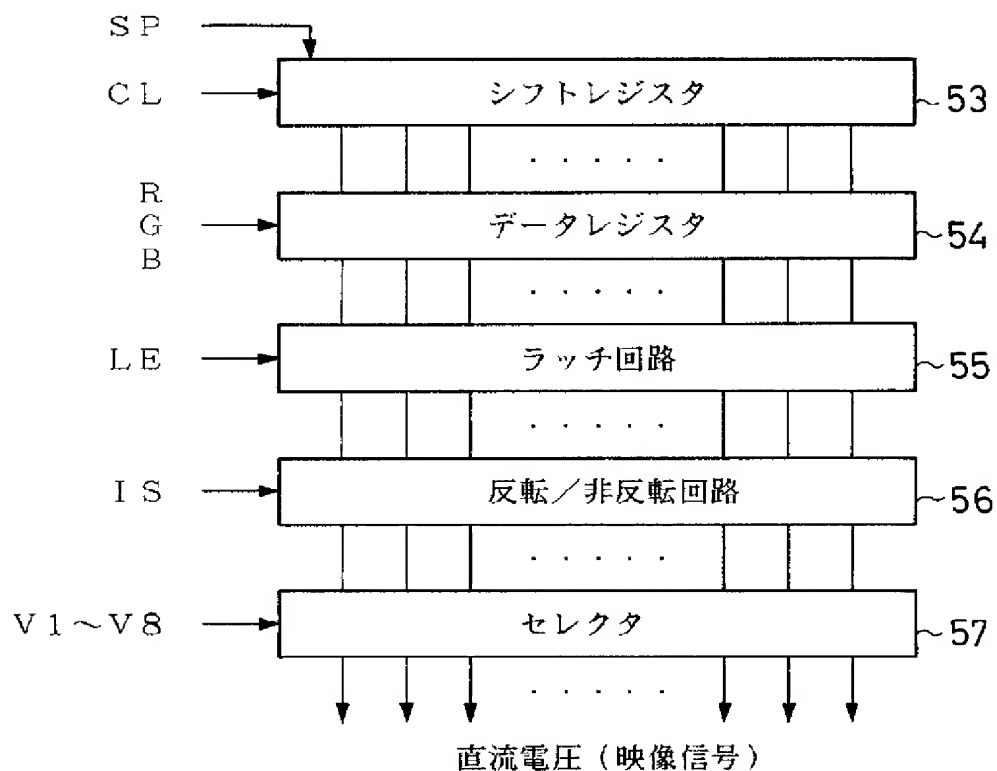 ＳＰ
ＣＬ
シフトレジスタ
53
・・・・・
Ｒ
Ｇ
Ｂ
データレジスタ
54
・・・・・
ＬＥ
ラッチ回路
55
・・・・・
ＩＳ
反転／非反転回路
56
・・・・・
Ｖ１～Ｖ８
セレクタ
57
・・・・・
直流電圧（映像信号）